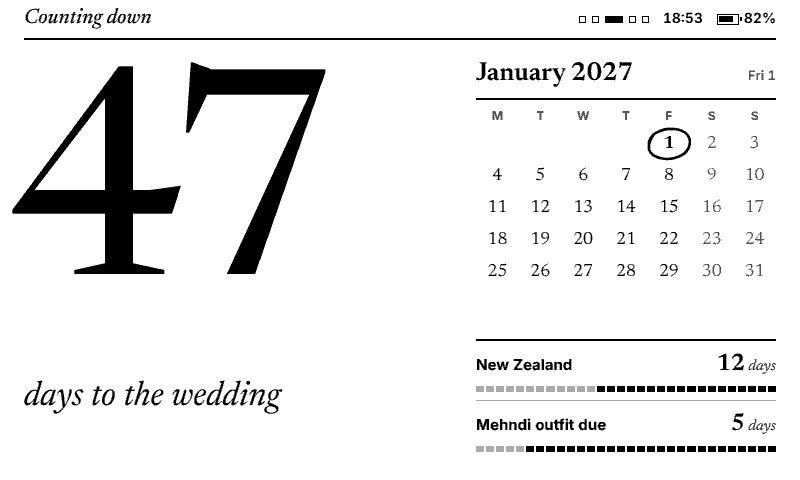 Counting down
18:53 82%
47
days to the wedding
January 2027 Fri 1
M T W T F S S
1 2 3
4 5 6 7 8 9 10
11 12 13 14 15 16 17
18 19 20 21 22 23 24
25 26 27 28 29 30 31
New Zealand 12 days
Mehndi outfit due 5 days